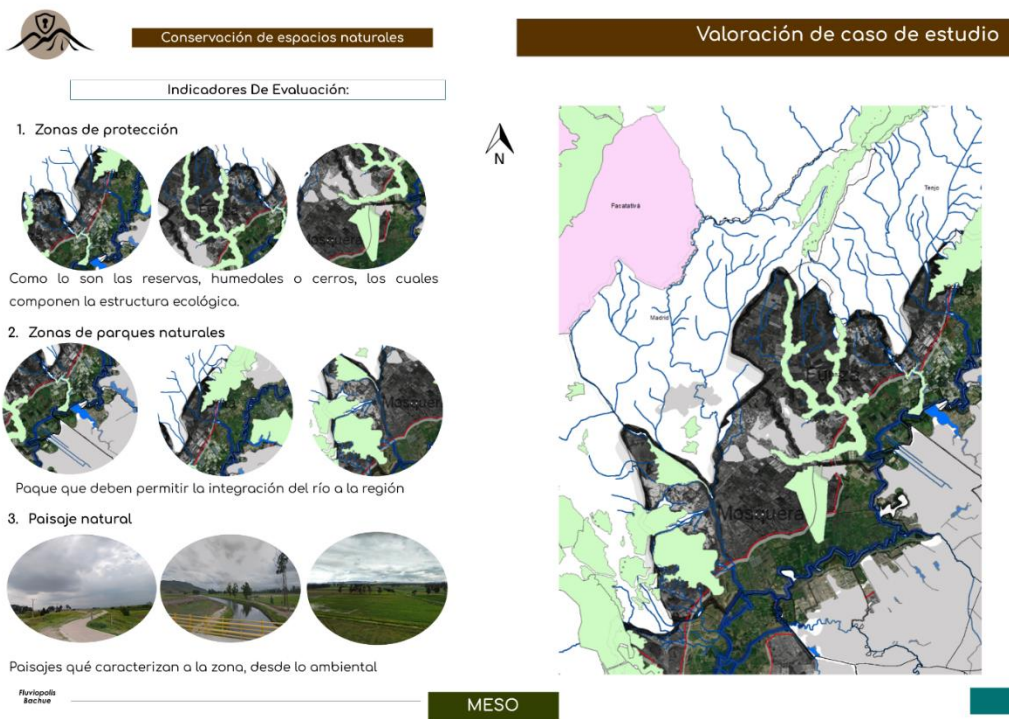 Conservación de espacios naturales
Indicadores De Evaluación:
1. Zonas de protección
Como lo son las reservas, humedales o cerros, los cuales
componen la estructura ecológica.
2. Zonas de parques naturales
Mosquera
Paque que deben permitir la integración del río a la región
3. Paisaje natural
Paisajes qué caracterizan a la zona, desde lo ambiental
Fluviopolis
Bachue
MESO
Valoración de caso de estudio
N
Facatativá
Tenjo
Madrid
Funza
Mosquera